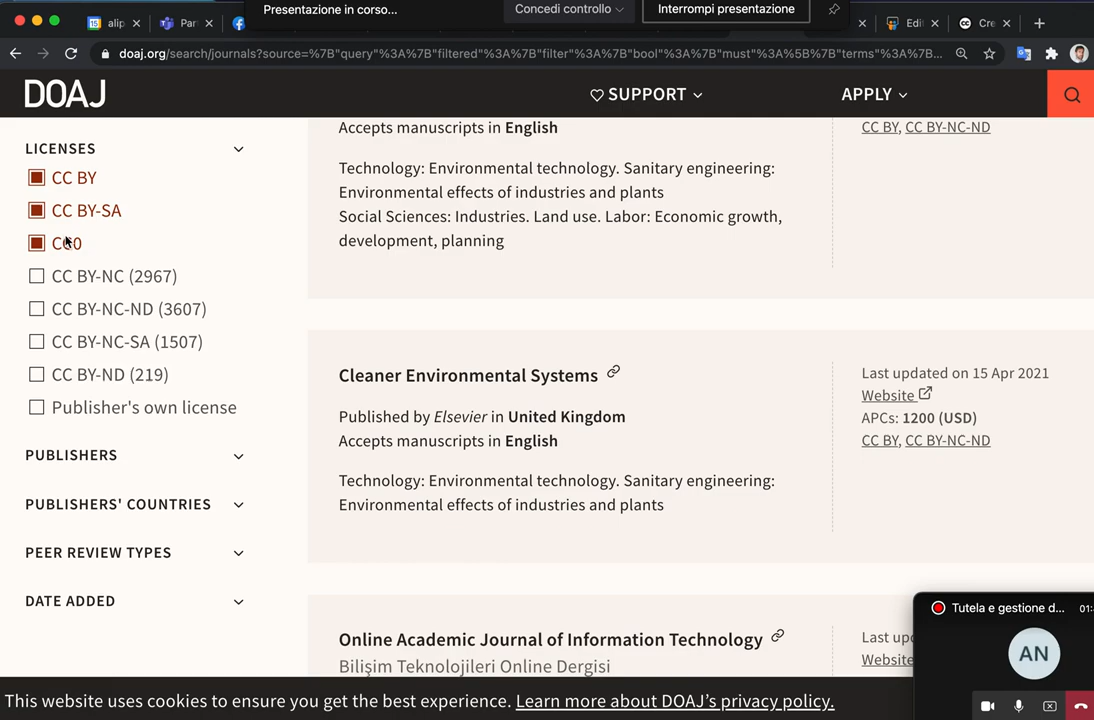 Presentazione in corso...
Concedi controllo
Interrompi presentazione
15
alip
Par
Edi
cc
Cre
doaj.org/search/journals?source=%7B"query"%3A%7B"filtered"%3A%7B"filter"%3A%7B"bool"%3A%7B"must"%3A%5B%7B"terms"%3A%7B"...
DOAJ
SUPPORT
APPLY
LICENSES
CC BY
CC BY-SA
CC0
CC BY-NC (2967)
CC BY-NC-ND (3607)
CC BY-NC-SA (1507)
CC BY-ND (219)
Publisher's own license
PUBLISHERS
PUBLISHERS' COUNTRIES
PEER REVIEW TYPES
DATE ADDED
Accepts manuscripts in English
Technology: Environmental technology. Sanitary engineering:
Environmental effects of industries and plants
Social Sciences: Industries. Land use. Labor: Economic growth,
development, planning
CC BY, CC BY-NC-ND
Cleaner Environmental Systems
Published by Elsevier in United Kingdom
Accepts manuscripts in English
Technology: Environmental technology. Sanitary engineering:
Environmental effects of industries and plants
Last updated on 15 Apr 2021
Website
APCs: 1200 (USD)
CC BY, CC BY-NC-ND
Online Academic Journal of Information Technology
Bilişim Teknolojileri Online Dergisi
Last up
Website
Tutela e gestione d...
01:
AN
This website uses cookies to ensure you get the best experience. Learn more about DOAJ's privacy policy.